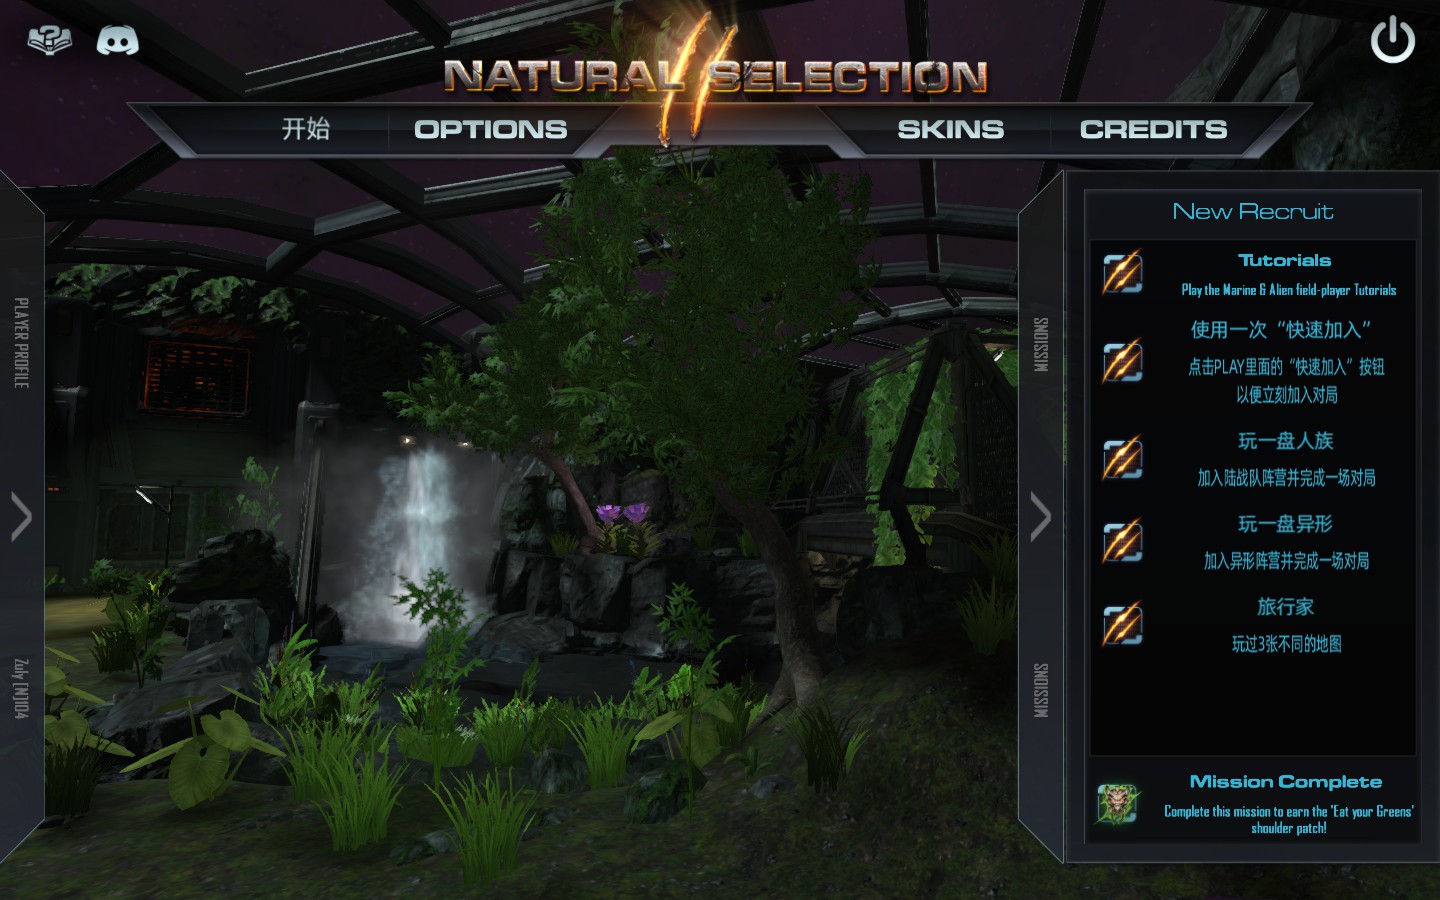 NATURAL SELECTION
开始
OPTIONS
SKINS
CREDITS
PLAYER PROFILE
Zuly [N]104
MISSIONS
MISSIONS
New Recruit
Tutorials
Play the Marine & Alien field-player Tutorials
使用一次“快速加入”
点击PLAY里面的“快速加入”按钮
以便立刻加入对局
玩一盘人族
加入陆战队阵营并完成一场对局
玩一盘异形
加入异形阵营并完成一场对局
旅行家
玩过3张不同的地图
Mission Complete
Complete this mission to earn the 'Eat your Greens'
shoulder patch!